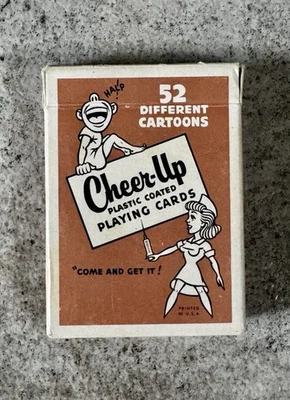 HALP
52
DIFFERENT
CARTOONS
Cheer-Up
PLASTIC COATED
PLAYING CARDS
"COME AND GET IT!
PRINTED
IN U.S.A.